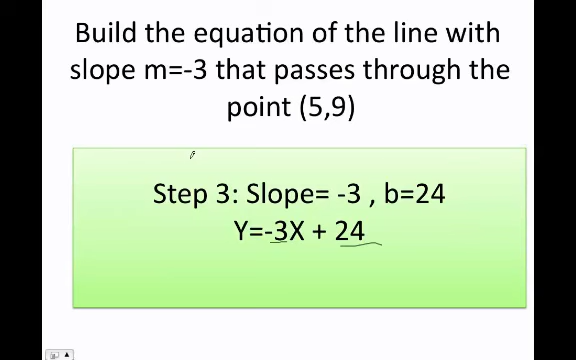 Build the equation of the line with
slope m=-3 that passes through the
point (5,9)
Step 3: Slope= -3 , b=24
Y=-3X + 24